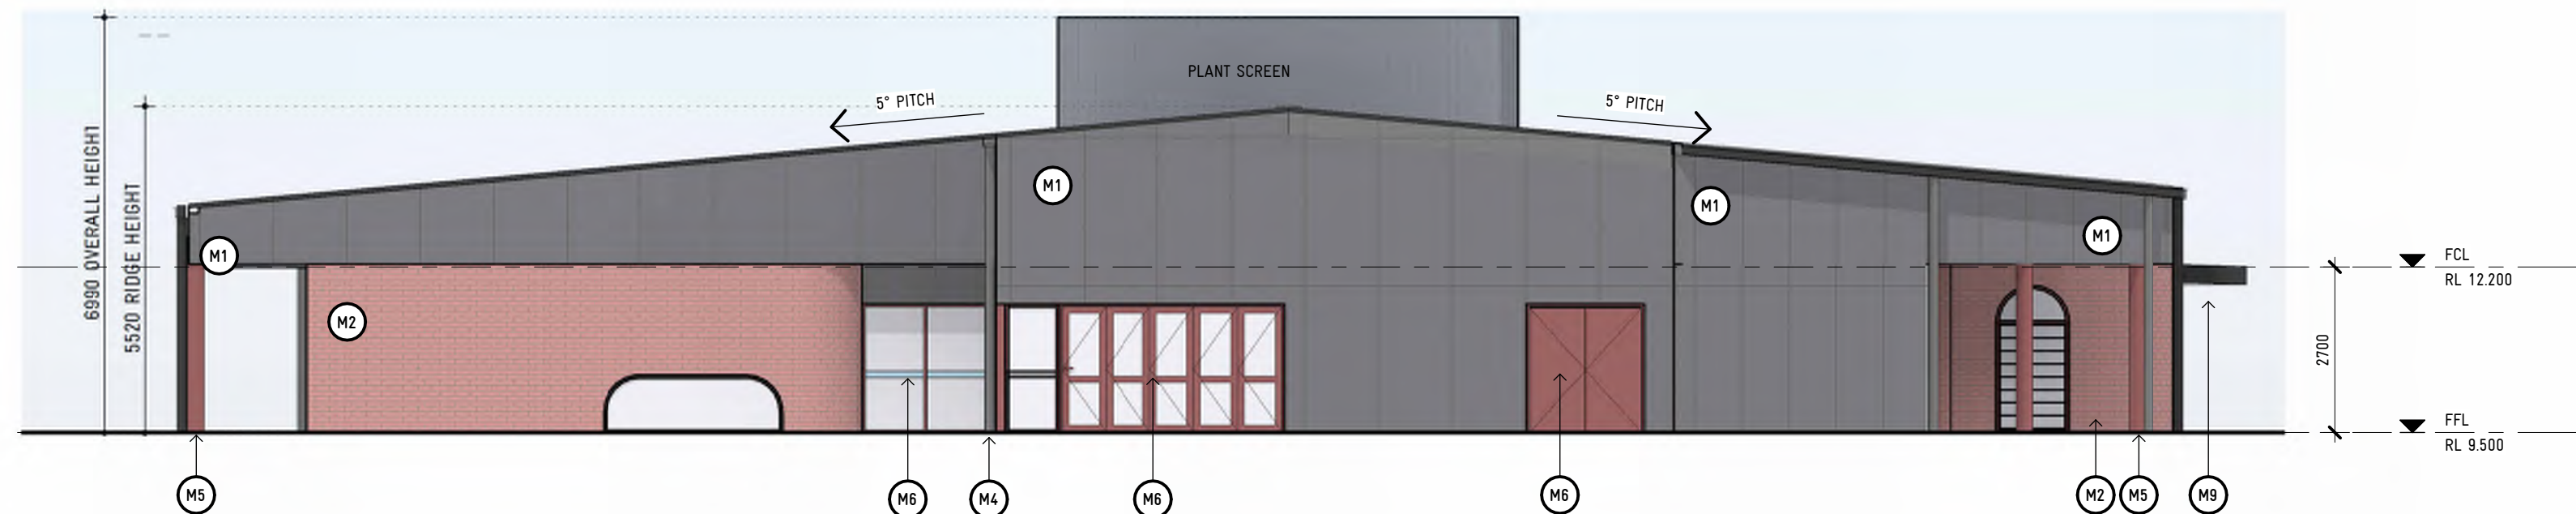 PLANT SCREEN
5° PITCH
5° PITCH
6990 OVERALL HEIGHT
5520 RIDGE HEIGHT
M1
M1
M1
M1
M2
FCL
RL 12.200
2700
FFL
RL 9.500
M5
M6
M4
M6
M6
M2
M5
M9